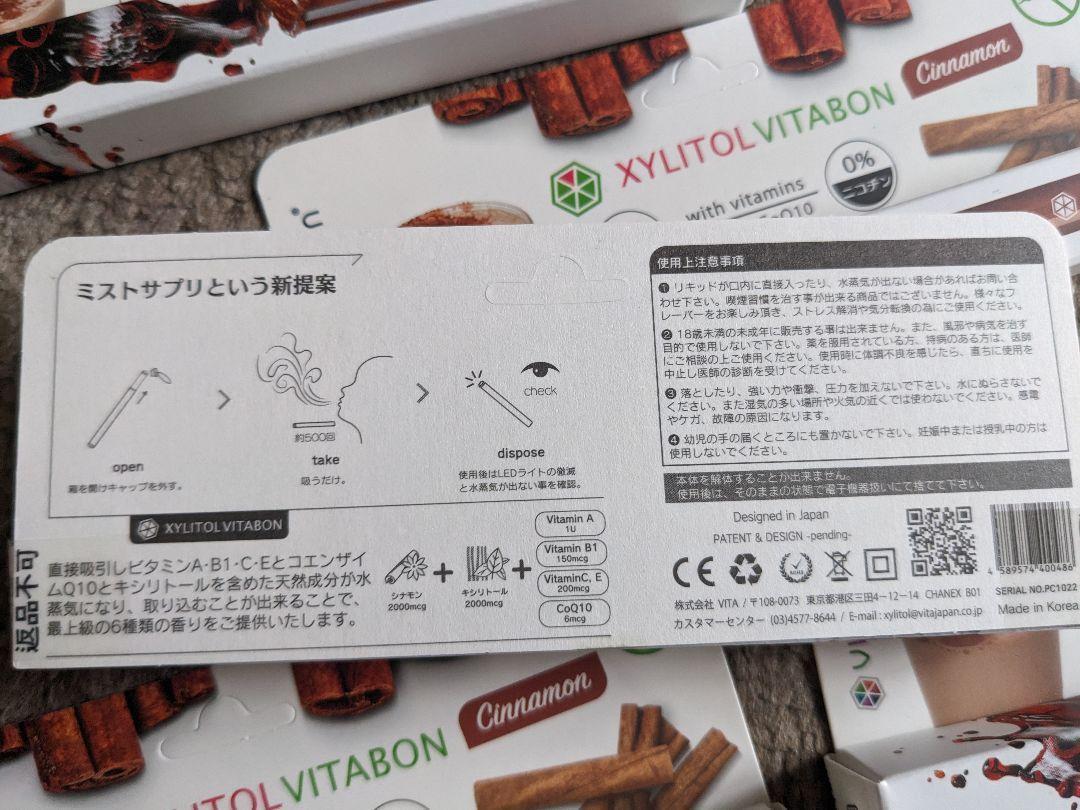 Cinnamon
XYLITOL VITABON
0%
ニコチン
with vitamins
CoQ10
ミストサプリという新提案
open
箱を開けキャップを外す。
約500回
take
吸うだけ。
check
dispose
使用後はLEDライトの徴滅
と水蒸気が出ない事を確認。
XYLITOL VITABON
直接吸引しビタミンA・B1・C・Eとコエンザイ
ムQ10とキシリトールを含めた天然成分が水
蒸気になり、取り込むことが出来ることで、
最上級の6種類の香りをご提供いたします。
返品不可
シナモン
2000mcg
+
キシリトール
2000mcg
+
Vitamin A
1U
Vitamin B1
150mcg
VitaminC, E
200mcg
CoQ10
6mcg
使用上注意事項
❶ リキッドが口内に直接入ったり、水蒸気が出ない場合があればお問い合
わせ下さい。喫煙習慣を治す事が出来る商品ではございません。様々なフ
レーバーをお楽しみ頂き、ストレス解消や気分転換の為にご使用ください。
❷ 18歳未満の未成年に販売する事は出来ません。また、風邪や病気を治す
目的で使用しないで下さい。薬を服用されている方、持病のある方は、医師
にご相談の上ご使用ください。使用時に体調不良を感じたら、直ちに使用を
中止し医師の診断を受けてください。
❸ 落としたり、強い力や衝撃、圧力を加えないで下さい。水にぬらさないで
ください。また湿気の多い場所や火気の近くでは使わないでください。感電
やケガ、故障の原因になります。
❹ 幼児の手の届くところにも置かないで下さい。妊娠中または授乳中の方は
使用しないでください。
本体を解体することが出来ません。
使用後は、そのままの状態で電子機器扱いにて捨てて下さい。
Designed in Japan
PATENT & DESIGN -pending-
CE
株式会社 VITA / 〒108-0073 東京都港区三田4-12-14 CHANEX B01
カスタマーセンター (03)4577-8644 / E-mail : xylitol@vitajapan.co.jp
4 589574 400486
SERIAL NO.PC1022
Made in Korea
Cinnamon
XYLITOL VITABON